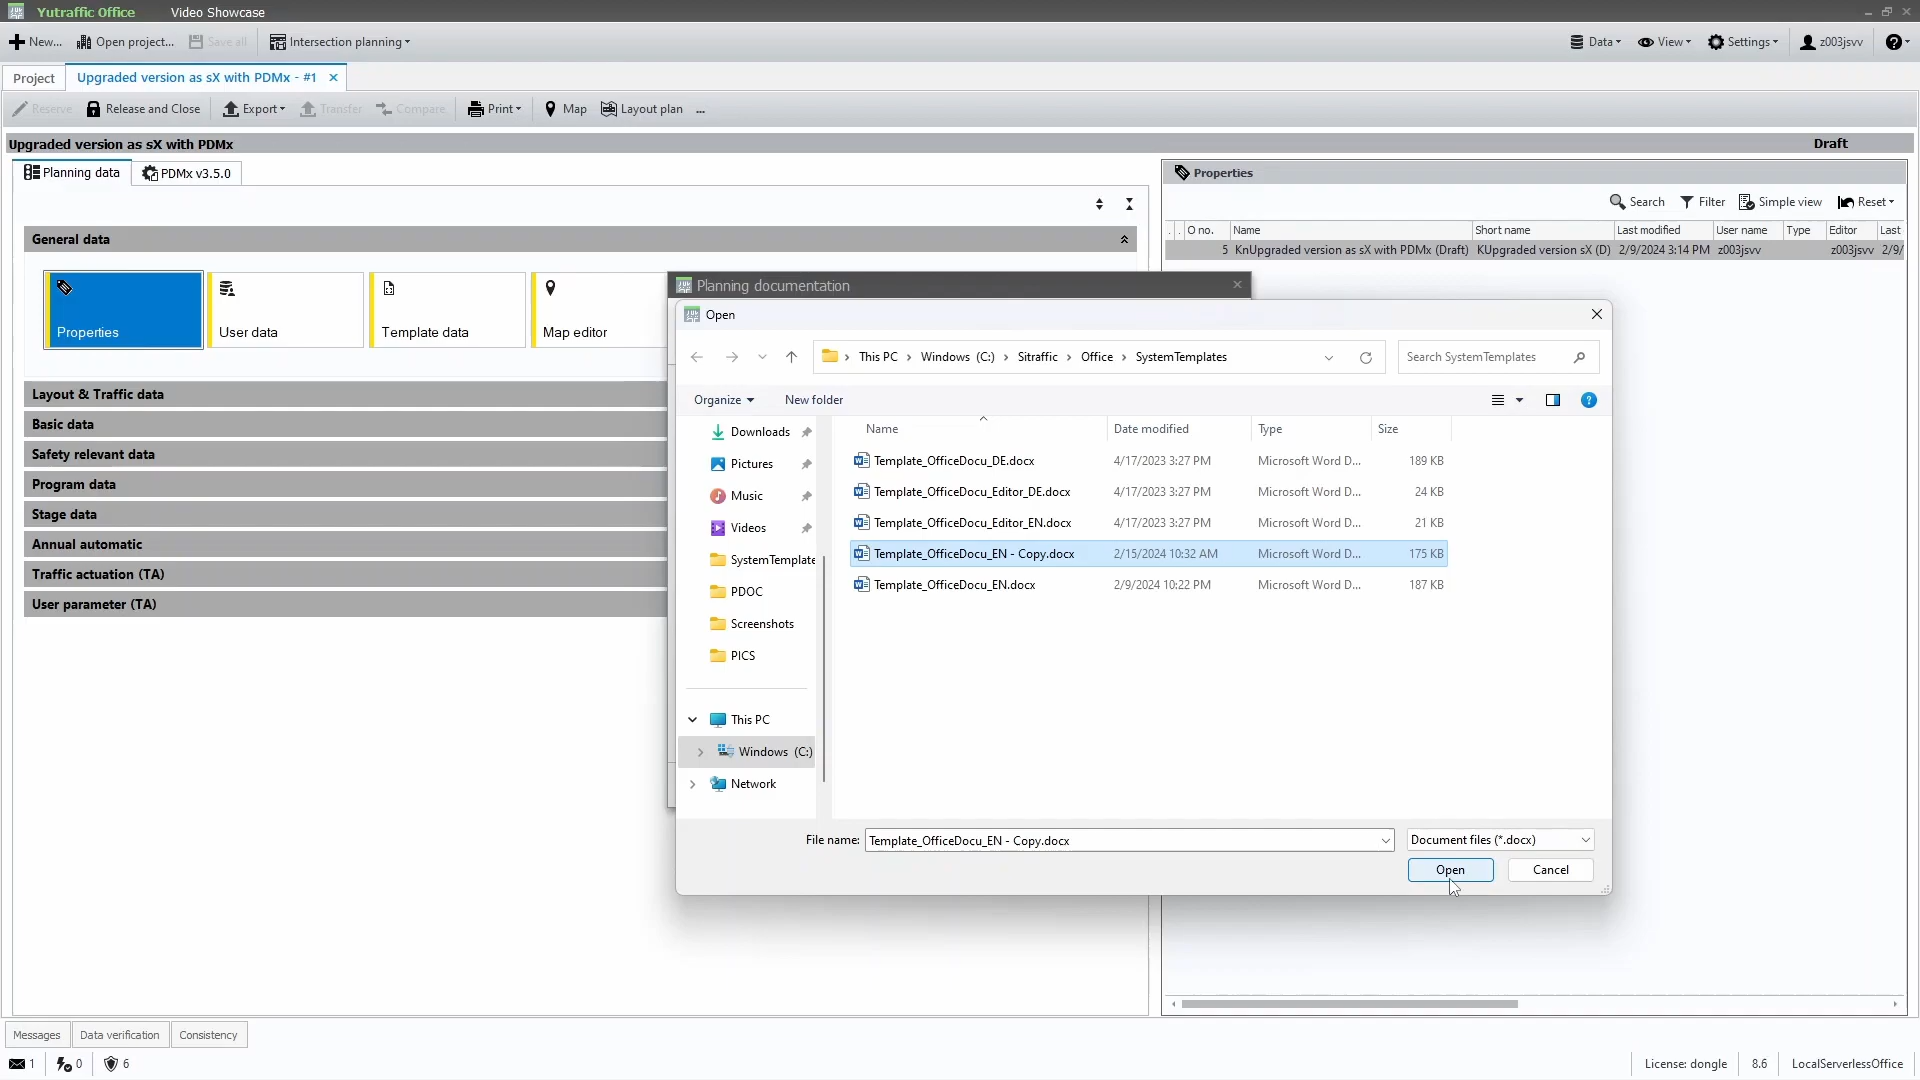 Yutraffic Office Video Showcase
New... Open project... Save all Intersection planning Data View Settings z003jsvv
Project Upgraded version as sX with PDMx - #1
Reserve Release and Close Export Transfer Compare Print Map Layout plan ...
Upgraded version as sX with PDMx Draft
Planning data PDMx v3.5.0
Properties
Search Filter Simple view Reset
. . O no. Name Short name Last modified User name Type Editor Last
5 KnUpgraded version as sX with PDMx (Draft) KUpgraded version sX (D) 2/9/2024 3:14 PM z003jsvv z003jsvv 2/9/
General data
Properties User data Template data Map editor
Layout & Traffic data
Basic data
Safety relevant data
Program data
Stage data
Annual automatic
Traffic actuation (TA)
User parameter (TA)
Planning documentation
Open
This PC Windows (C:) Sitraffic Office SystemTemplates Search SystemTemplates
Organize New folder
Downloads
Pictures
Music
Videos
SystemTemplate
PDOC
Screenshots
PICS
This PC
Windows (C:)
Network
Name Date modified Type Size
Template_OfficeDocu_DE.docx 4/17/2023 3:27 PM Microsoft Word D... 189 KB
Template_OfficeDocu_Editor_DE.docx 4/17/2023 3:27 PM Microsoft Word D... 24 KB
Template_OfficeDocu_Editor_EN.docx 4/17/2023 3:27 PM Microsoft Word D... 21 KB
Template_OfficeDocu_EN - Copy.docx 2/15/2024 10:32 AM Microsoft Word D... 175 KB
Template_OfficeDocu_EN.docx 2/9/2024 10:22 PM Microsoft Word D... 187 KB
File name: Template_OfficeDocu_EN - Copy.docx Document files (*.docx)
Open Cancel
Messages Data verification Consistency
1 0 6 License: dongle 8.6 LocalServerlessOffice